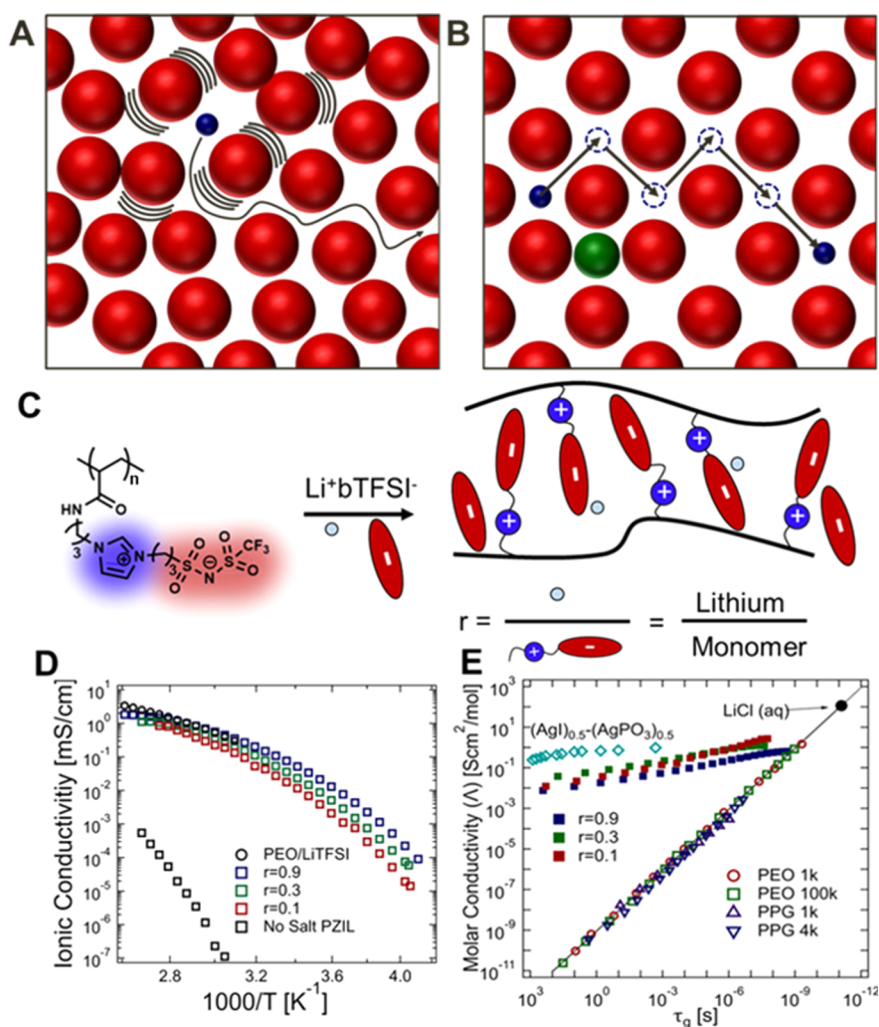 A
B
C
( )n
HN
O
( )3
N
N
⊕
( )3
O
O
S
N
⊖
O
O
S
CF3
Li+bTFSI-
+
-
r =
+
-
=
Lithium
Monomer
D
Ionic Conductivitiy [mS/cm]
10^1
10^0
10^-1
10^-2
10^-3
10^-4
10^-5
10^-6
10^-7
PEO/LiTFSI
r=0.9
r=0.3
r=0.1
No Salt PZIL
2.8
3.2
3.6
4.0
1000/T [K^-1]
E
Molar Conductivity (Λ) [Scm^2/mol]
10^3
10^1
10^-1
10^-3
10^-5
10^-7
10^-9
10^-11
LiCl (aq)
(AgI)0.5-(AgPO3)0.5
r=0.9
r=0.3
r=0.1
PEO 1k
PEO 100k
PPG 1k
PPG 4k
10^3
10^0
10^-3
10^-6
10^-9
10^-12
τg [s]